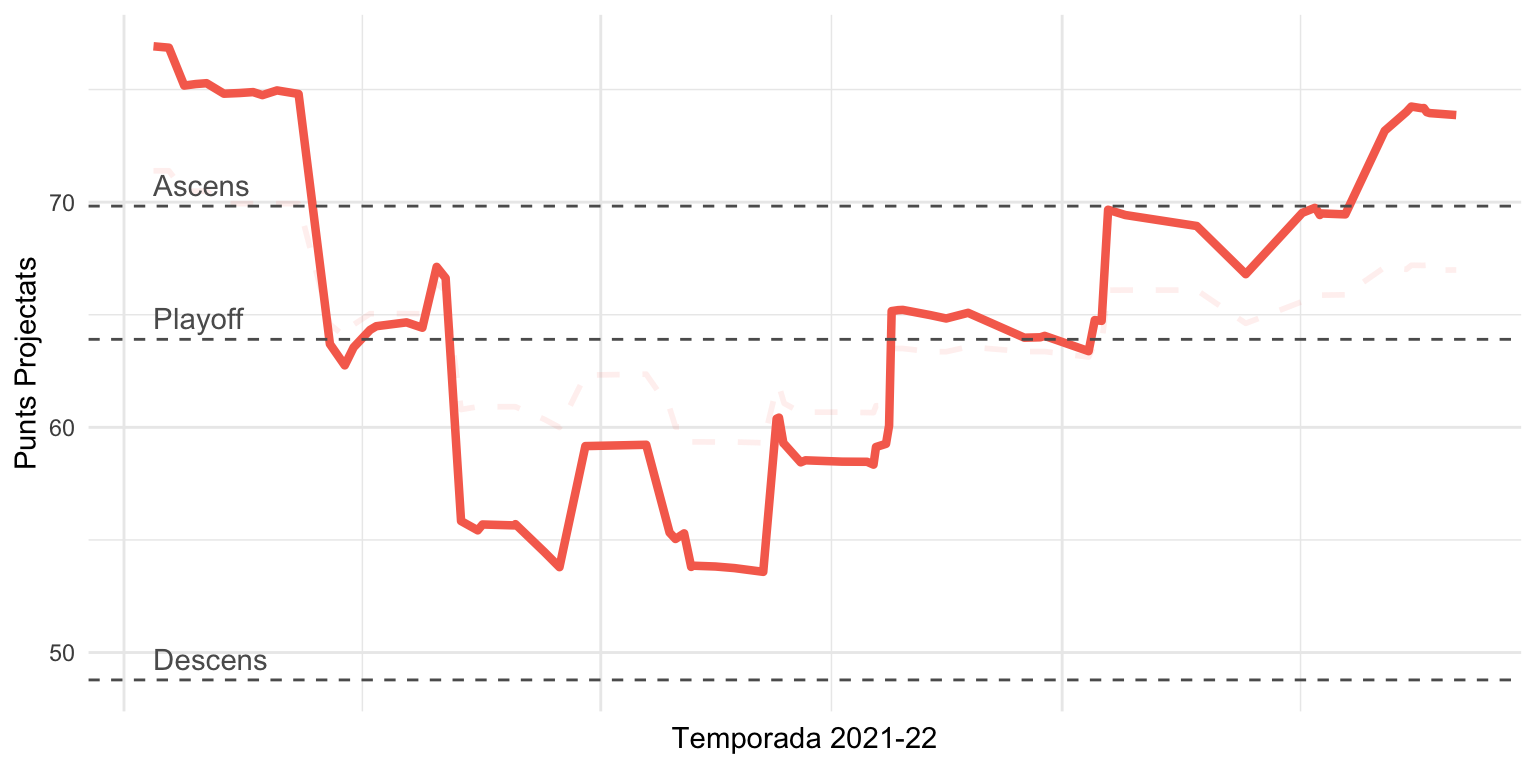 Punts Projectats
70
60
50
Ascens
Playoff
Descens
Temporada 2021-22